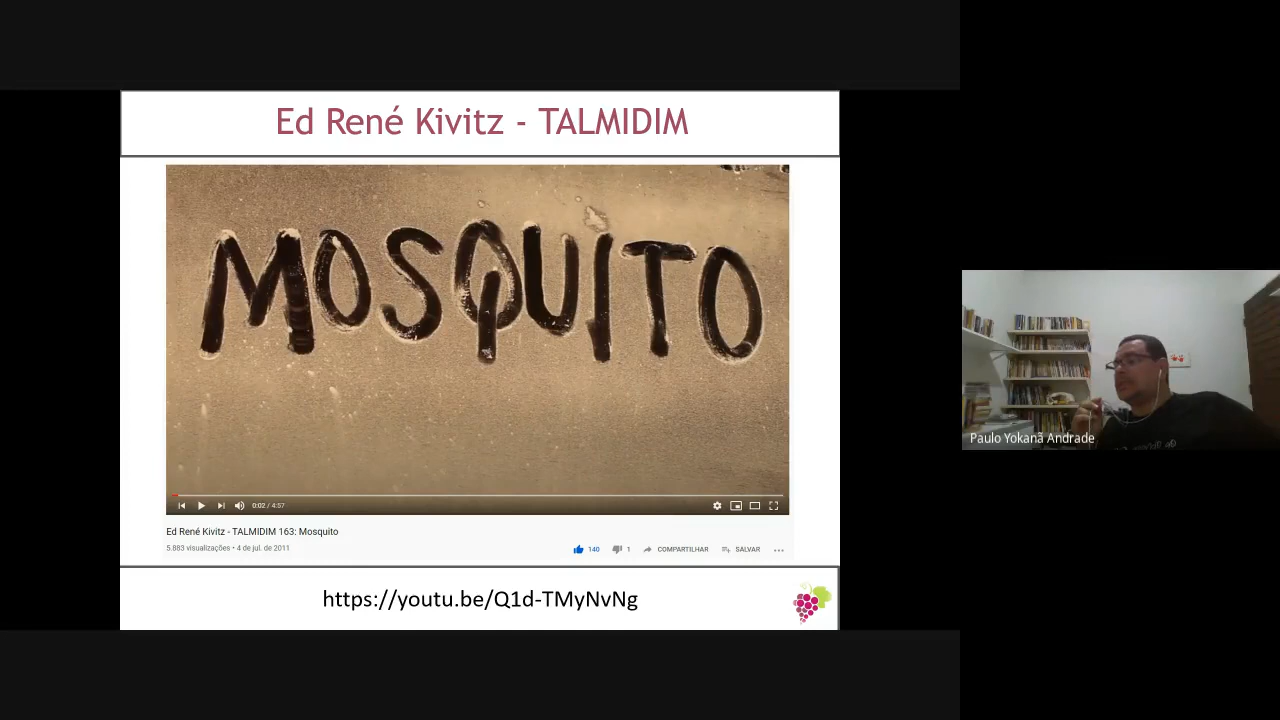 Ed René Kivitz - TALMIDIM
MOSQUITO
0:02 / 4:57
Ed René Kivitz - TALMIDIM 163: Mosquito
5.883 visualizações • 4 de jul. de 2011
140
1
COMPARTILHAR
SALVAR
https://youtu.be/Q1d-TMyNvNg
Paulo Yokanã Andrade